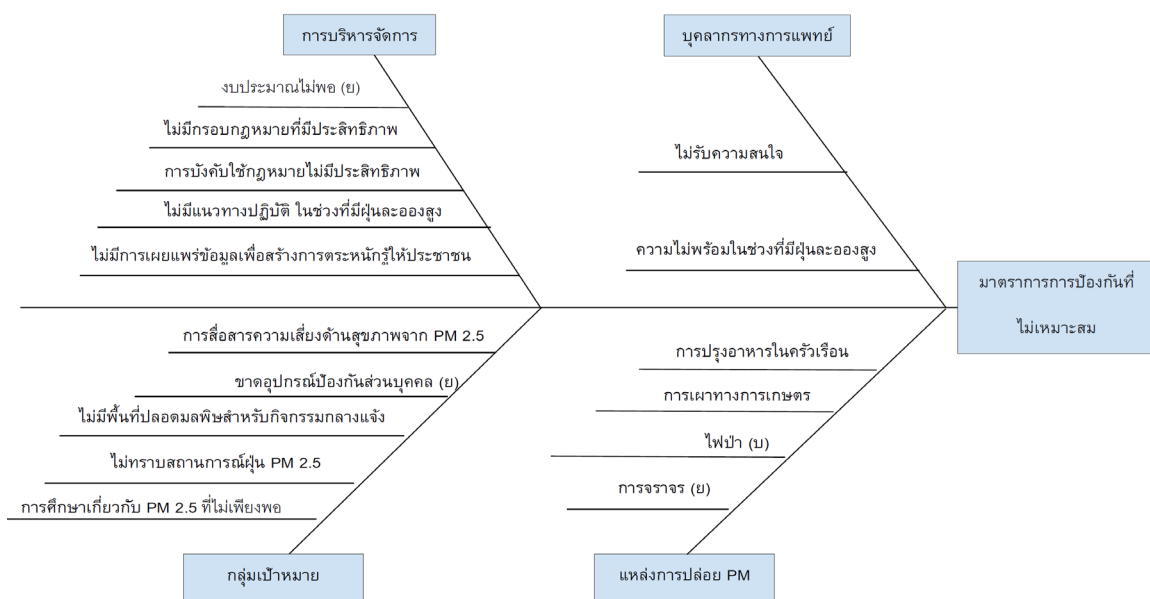 การบริหารจัดการ
บุคลากรทางการแพทย์
งบประมาณไม่พอ (ย)
ไม่มีกรอบกฎหมายที่มีประสิทธิภาพ
การบังคับใช้กฎหมายไม่มีประสิทธิภาพ
ไม่มีแนวทางปฏิบัติ ในช่วงที่มีฝุ่นละอองสูง
ไม่มีการเผยแพร่ข้อมูลเพื่อสร้างการตระหนักรู้ให้ประชาชน
ไม่รับความสนใจ
ความไม่พร้อมในช่วงที่มีฝุ่นละอองสูง
มาตราการการป้องกันที่
ไม่เหมาะสม
การสื่อสารความเสี่ยงด้านสุขภาพจาก PM 2.5
ขาดอุปกรณ์ป้องกันส่วนบุคคล (ย)
ไม่มีพื้นที่ปลอดมลพิษสำหรับกิจกรรมกลางแจ้ง
ไม่ทราบสถานการณ์ฝุ่น PM 2.5
การศึกษาเกี่ยวกับ PM 2.5 ที่ไม่เพียงพอ
การปรุงอาหารในครัวเรือน
การเผาทางการเกษตร
ไฟป่า (บ)
การจราจร (ย)
กลุ่มเป้าหมาย
แหล่งการปล่อย PM